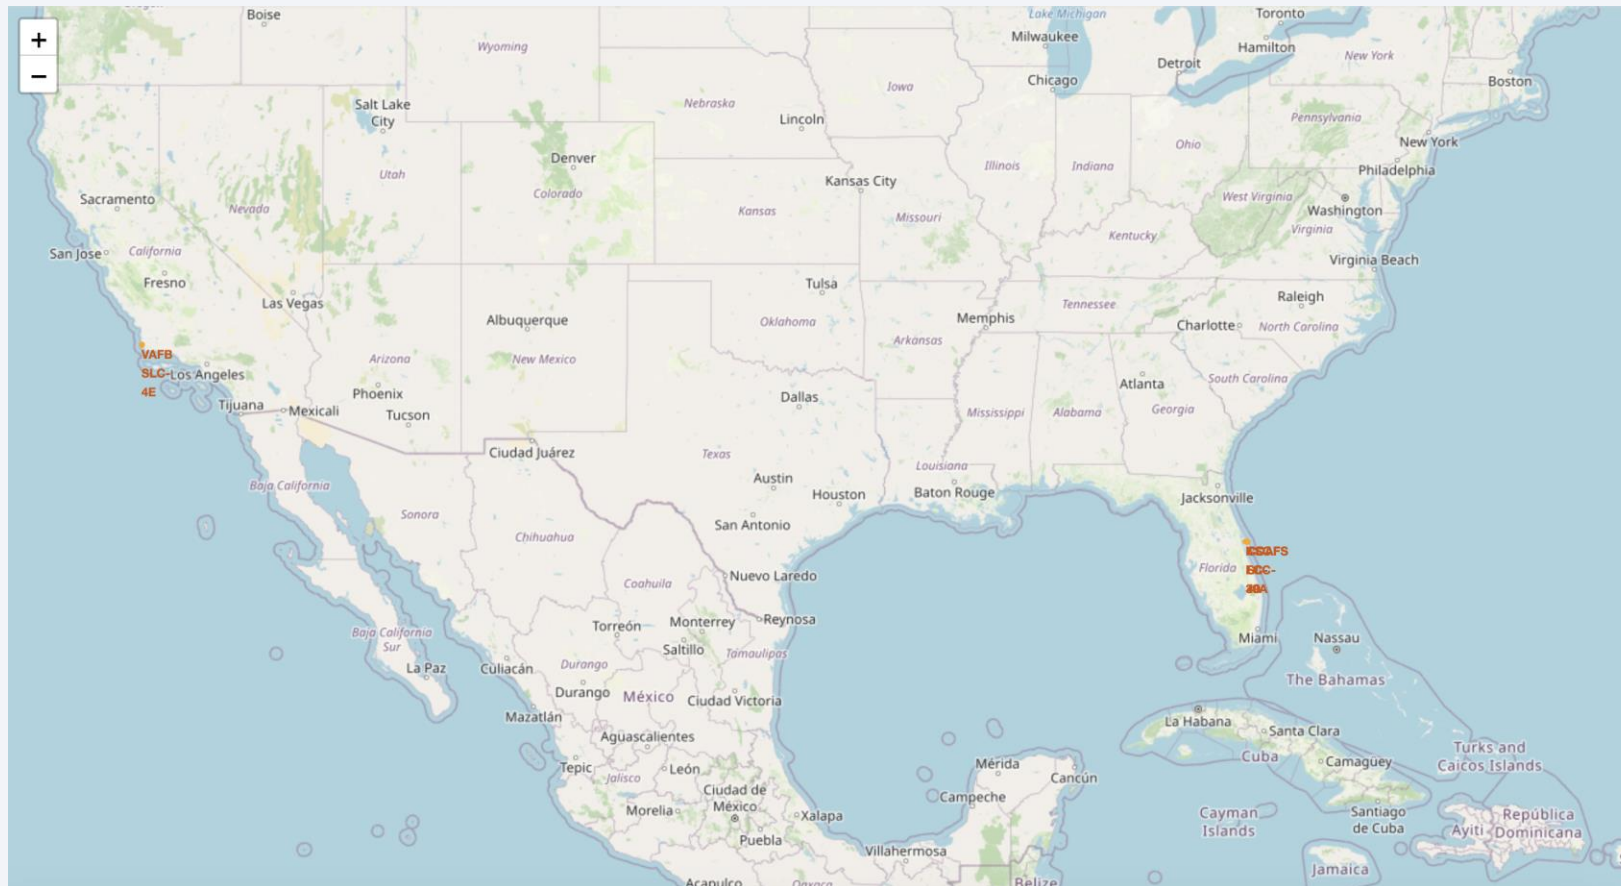 Boise
Wyoming
Lake Michigan
Milwaukee
Toronto
Hamilton
New York
+
−
Detroit
Chicago
Boston
Iowa
Nebraska
Salt Lake
City
Lincoln
Pennsylvania
New York
Ohio
Illinois
Indiana
Philadelphia
Denver
Utah
Colorado
Kansas City
West Virginia
Washington
Sacramento
Nevada
Kansas
Missouri
Kentucky
Virginia
San Jose
California
Virginia Beach
Fresno
Las Vegas
Tulsa
Raleigh
Tennessee
Albuquerque
Oklahoma
Memphis
Charlotte
North Carolina
Arkansas
VAFB
SLC-
4E
Arizona
New Mexico
Los Angeles
Phoenix
Atlanta
South Carolina
Tijuana
Mexicali
Tucson
Dallas
Mississippi
Alabama
Georgia
Ciudad Juárez
Texas
Louisiana
Baja California
Austin
Houston
Baton Rouge
Jacksonville
Sonora
San Antonio
Chihuahua
Florida
Coahuila
Nuevo Laredo
Torreón
Monterrey
Reynosa
Baja California
Sur
Saltillo
Tamaulipas
Miami
Nassau
La Paz
Culiacán
Durango
Durango
México
Ciudad Victoria
The Bahamas
Mazatlán
La Habana
Santa Clara
Aguascalientes
Turks and
Caicos Islands
Cuba
Camagüey
Tepic
Jalisco
León
Mérida
Cancún
Ciudad de
México
Campeche
Morelia
Xalapa
Cayman
Islands
Santiago
de Cuba
República
Dominicana
Ayiti
Puebla
Villahermosa
Jamaica
Acapulco
Oaxaca
Belize